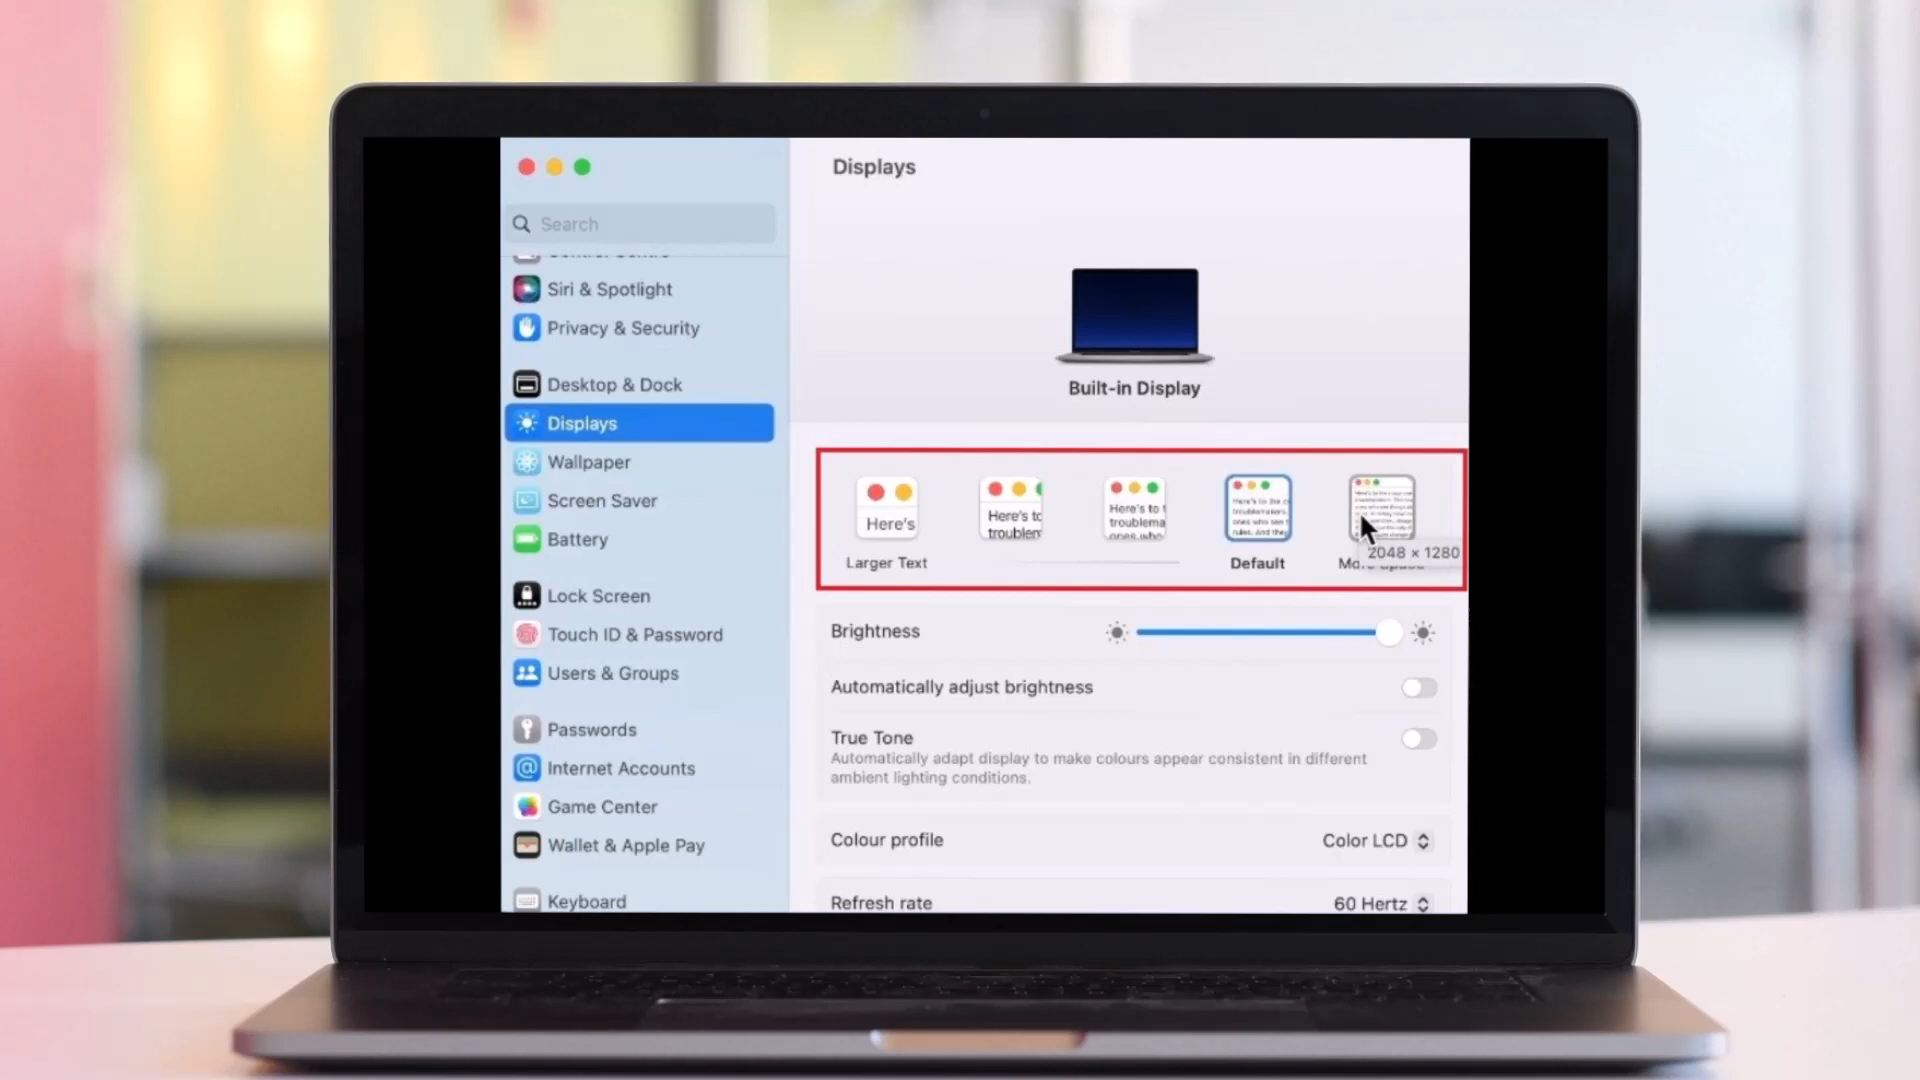 Displays
Search
Siri & Spotlight
Privacy & Security
Desktop & Dock
Displays
Wallpaper
Screen Saver
Battery
Lock Screen
Touch ID & Password
Users & Groups
Passwords
Internet Accounts
Game Center
Wallet & Apple Pay
Keyboard
Built-in Display
Here's
Here's to
Here's to
Larger Text
Default
2048 × 1280
Brightness
Automatically adjust brightness
True Tone
Automatically adapt display to make colours appear consistent in different
ambient lighting conditions.
Colour profile
Color LCD
Refresh rate
60 Hertz